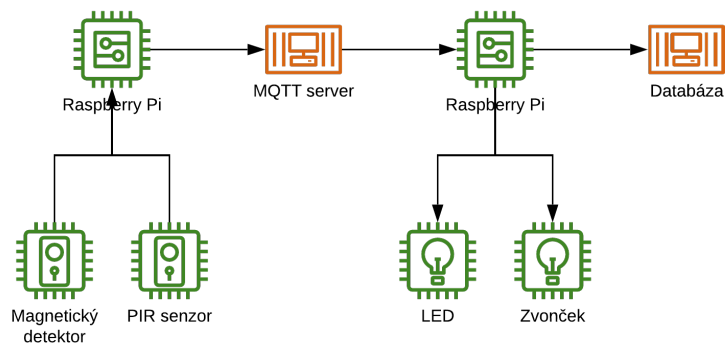 Raspberry Pi
MQTT server
Raspberry Pi
Databáza
Magnetický
detektor
PIR senzor
LED
Zvonček